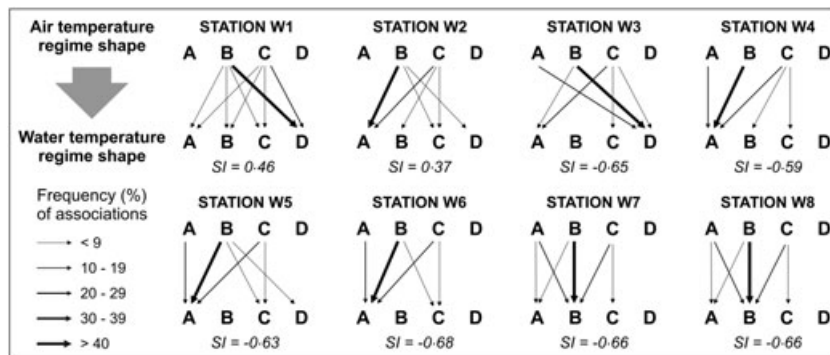 Air temperature
regime shape
Water temperature
regime shape
Frequency (%)
of associations
< 9
10 - 19
20 - 29
30 - 39
> 40
STATION W1
A B C D
A B C D
SI = 0·46
STATION W2
A B C D
A B C D
SI = 0·37
STATION W3
A B C D
A B C D
SI = -0·65
STATION W4
A B C D
A B C D
SI = -0·59
STATION W5
A B C D
A B C D
SI = -0·63
STATION W6
A B C D
A B C D
SI = -0·68
STATION W7
A B C D
A B C D
SI = -0·66
STATION W8
A B C D
A B C D
SI = -0·66